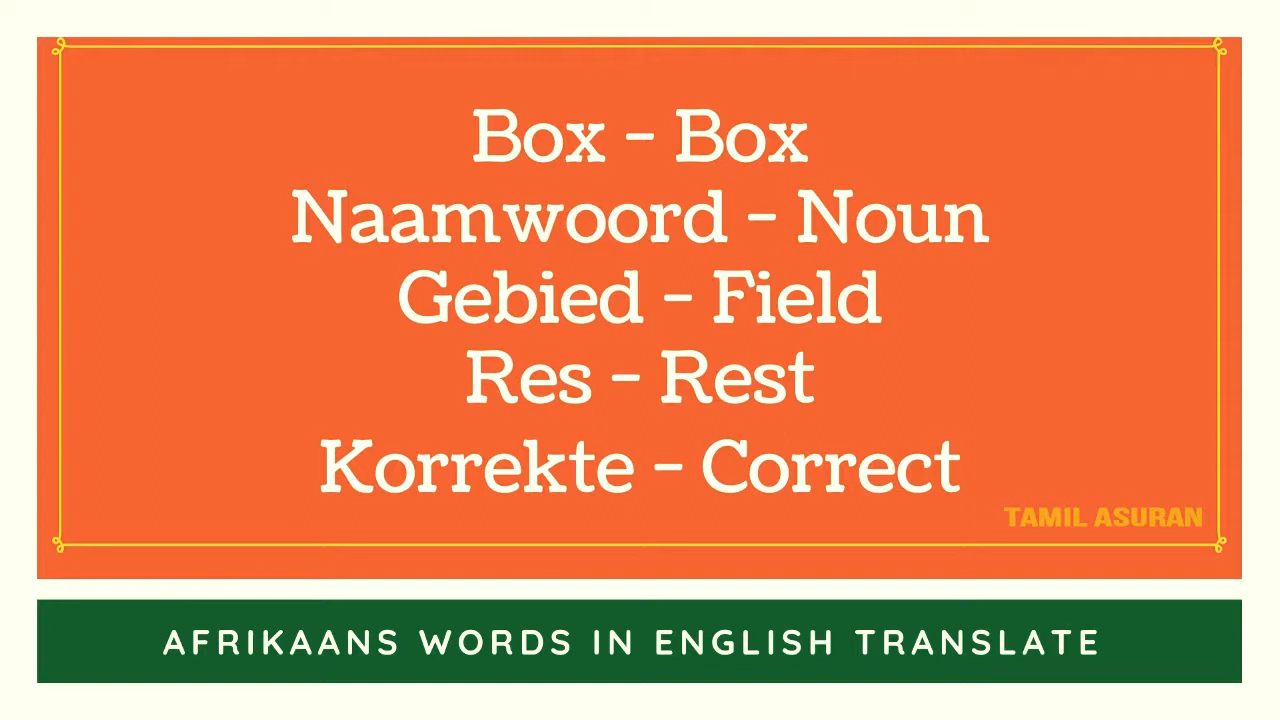 Box - Box
Naamwoord - Noun
Gebied - Field
Res - Rest
Korrekte - Correct
TAMIL ASURAN
AFRIKAANS WORDS IN ENGLISH TRANSLATE